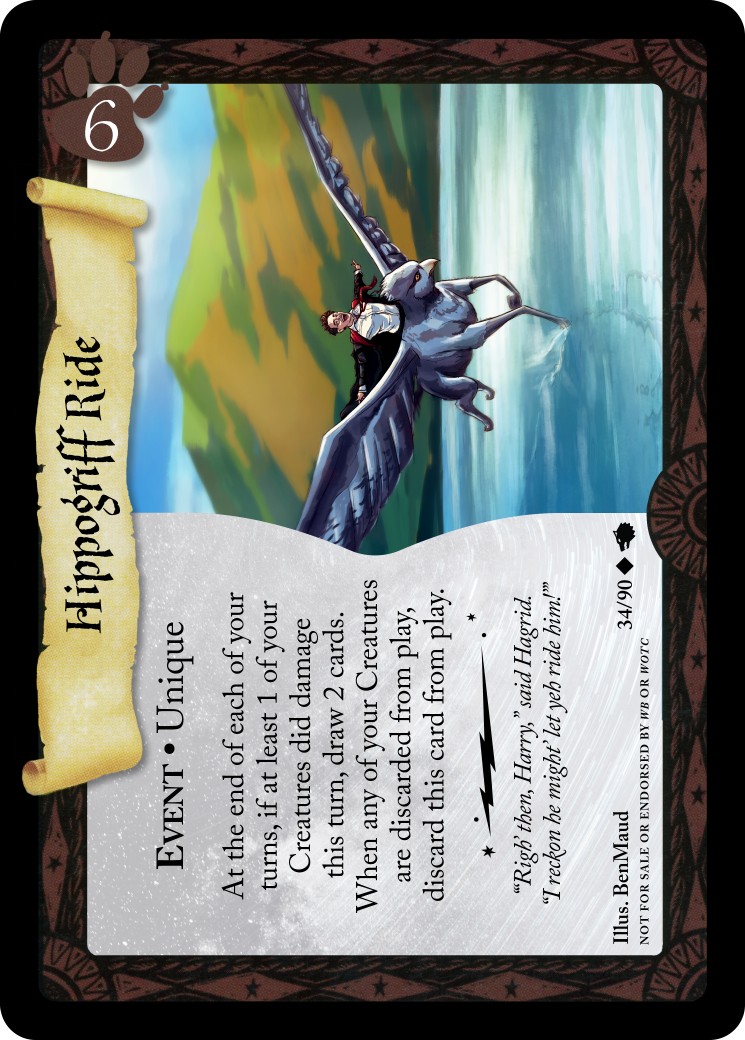 6
Hippogriff Ride
EVENT • Unique
At the end of each of your
turns, if at least 1 of your
Creatures did damage
this turn, draw 2 cards.
When any of your Creatures
are discarded from play,
discard this card from play.
“‘Righ’ then, Harry,” said Hagrid.
“I reckon he might’ let yeh ride him!’”
Illus. BenMaud
34/90
NOT FOR SALE OR ENDORSED BY WB OR WOTC